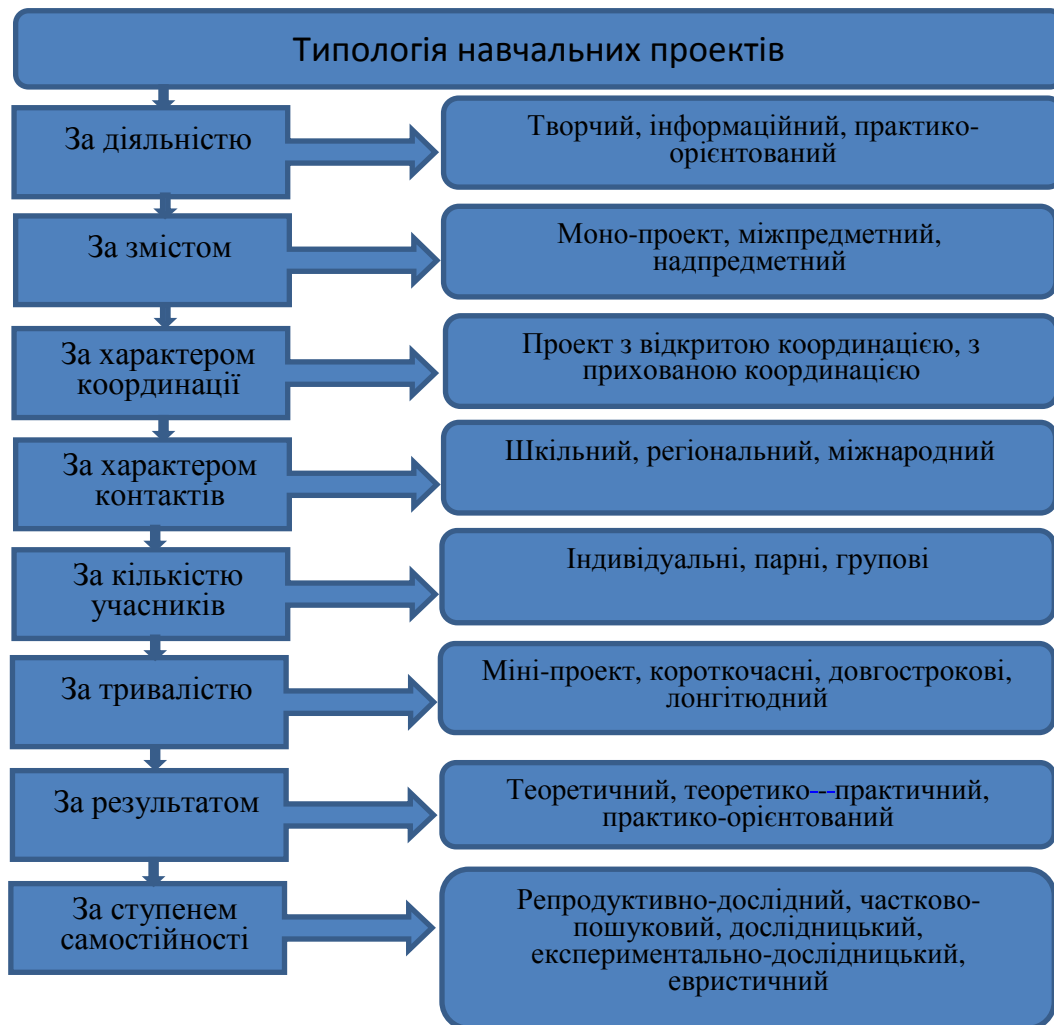 Типологія навчальних проектів
За діяльністю
Творчий, інформаційний, практико-
орієнтований
За змістом
Моно-проект, міжпредметний,
надпредметний
За характером
координації
Проект з відкритою координацією, з
прихованою координацією
За характером
контактів
Шкільний, регіональний, міжнародний
За кількістю
учасників
Індивідуальні, парні, групові
За тривалістю
Міні-проект, короткочасні, довгострокові,
лонгітюдний
За результатом
Теоретичний, теоретико---практичний,
практико-орієнтований
За ступенем
самостійності
Репродуктивно-дослідний, частково-
пошуковий, дослідницький,
експериментально-дослідницький,
евристичний